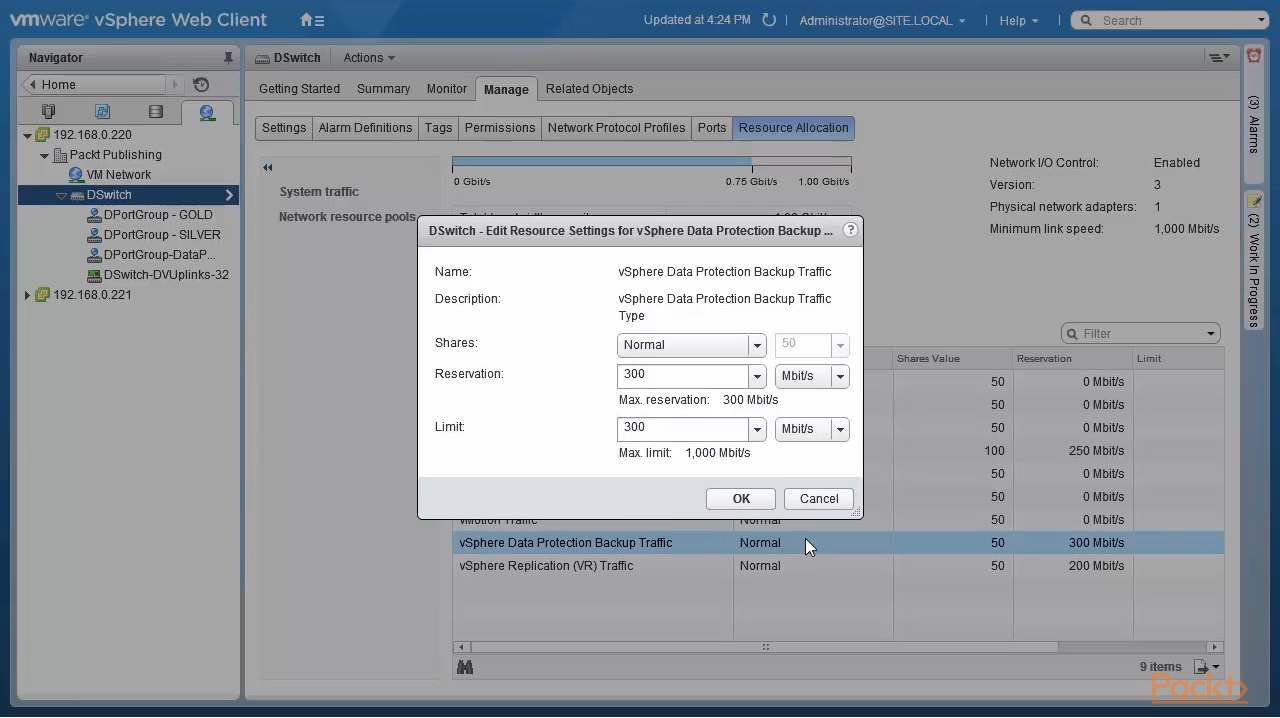 vmware® vSphere Web Client
Updated at 4:24 PM
Administrator@SITE.LOCAL
Help
Search
Navigator
DSwitch
Actions
Home
Getting Started
Summary
Monitor
Manage
Related Objects
Settings
Alarm Definitions
Tags
Permissions
Network Protocol Profiles
Ports
Resource Allocation
192.168.0.220
Packt Publishing
VM Network
DSwitch
DPortGroup - GOLD
DPortGroup - SILVER
DPortGroup-DataP...
DSwitch-DVUplinks-32
192.168.0.221
System traffic
Network resource pools
0 Gbit/s
0.75 Gbit/s
1.00 Gbit/s
Network I/O Control: Enabled
Version: 3
Physical network adapters: 1
Minimum link speed: 1,000 Mbit/s
(3) Alarms
(2) Work In Progress
DSwitch - Edit Resource Settings for vSphere Data Protection Backup ...
?
Name: vSphere Data Protection Backup Traffic
Description: vSphere Data Protection Backup Traffic
Type
Shares: Normal 50
Reservation: 300 Mbit/s
Max. reservation: 300 Mbit/s
Limit: 300 Mbit/s
Max. limit: 1,000 Mbit/s
OK
Cancel
Filter
Shares Value Reservation Limit
50 0 Mbit/s
50 0 Mbit/s
50 0 Mbit/s
100 250 Mbit/s
50 0 Mbit/s
50 0 Mbit/s
vMotion Traffic Normal 50 0 Mbit/s
vSphere Data Protection Backup Traffic Normal 50 300 Mbit/s
vSphere Replication (VR) Traffic Normal 50 200 Mbit/s
9 items
Packt